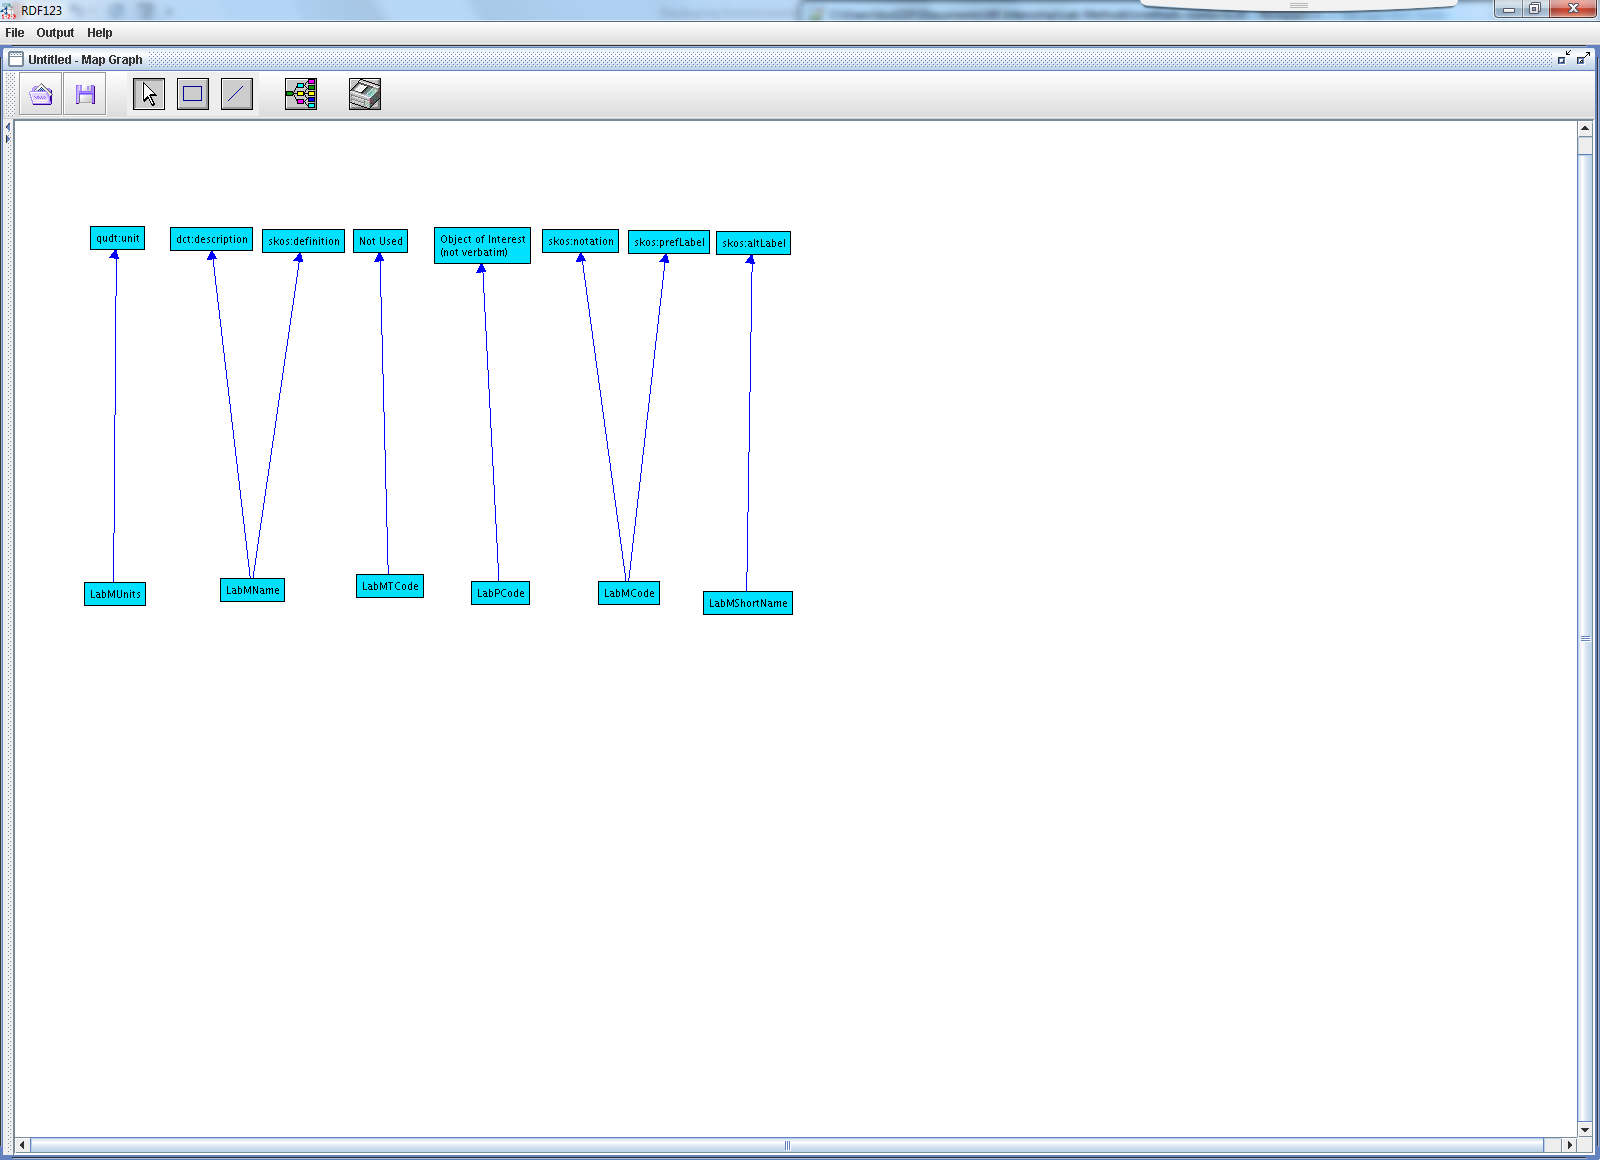 RDF123
File Output Help
Untitled - Map Graph
qudt:unit
dct:description
skos:definition
Not Used
Object of Interest
(not verbatim)
skos:notation
skos:prefLabel
skos:altLabel
LabMUnits
LabMName
LabMTCode
LabPCode
LabMCode
LabMShortName